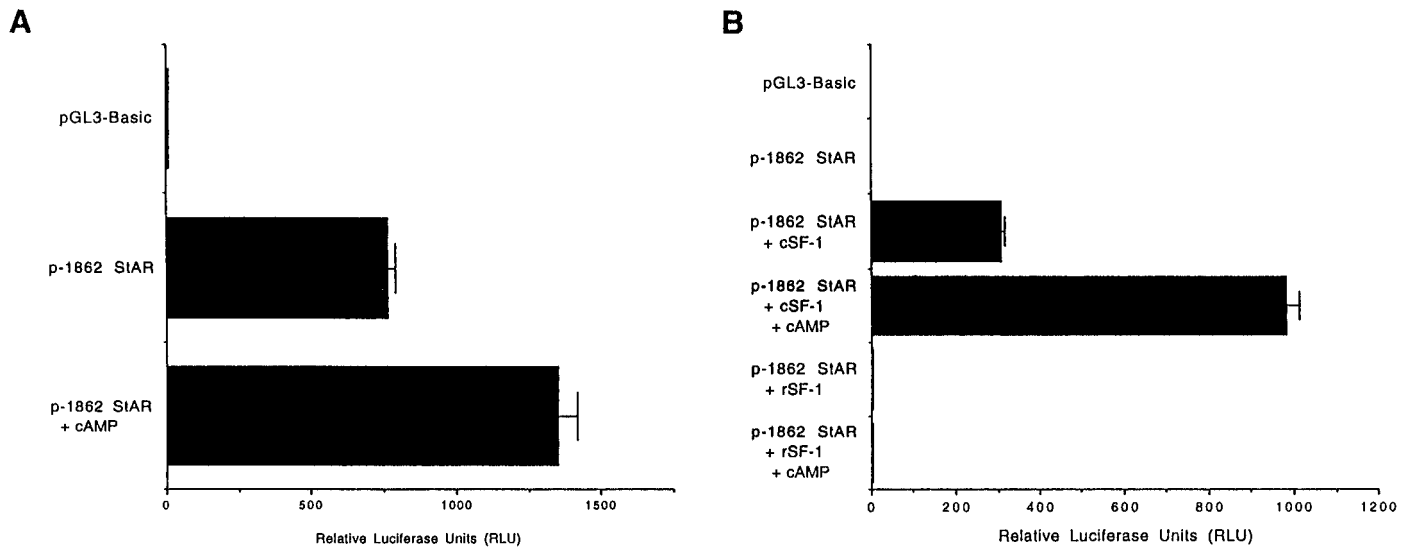 A
pGL3-Basic
p-1862 StAR
p-1862 StAR
+ cAMP
0 500 1000 1500
Relative Luciferase Units (RLU)
B
pGL3-Basic
p-1862 StAR
p-1862 StAR
+ cSF-1
p-1862 StAR
+ cSF-1
+ cAMP
p-1862 StAR
+ rSF-1
p-1862 StAR
+ rSF-1
+ cAMP
0 200 400 600 800 1000 1200
Relative Luciferase Units (RLU)